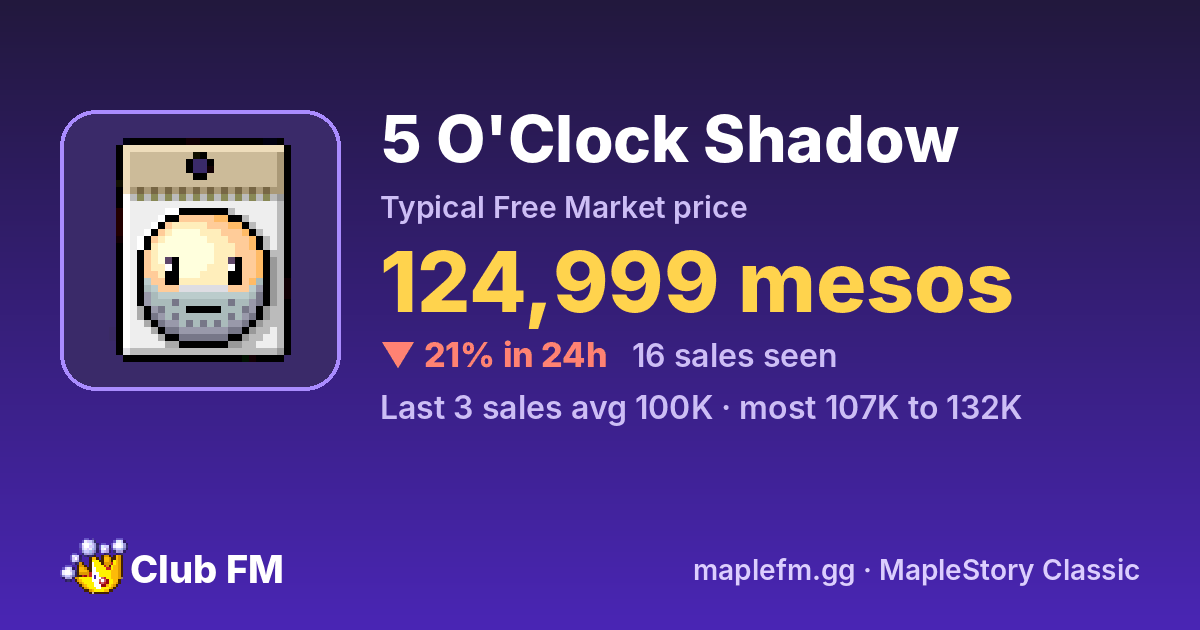 5 O'Clock Shadow
Typical Free Market price
124,999 mesos
▼ 21% in 24h 16 sales seen
Last 3 sales avg 100K · most 107K to 132K
Club FM
maplefm.gg · MapleStory Classic